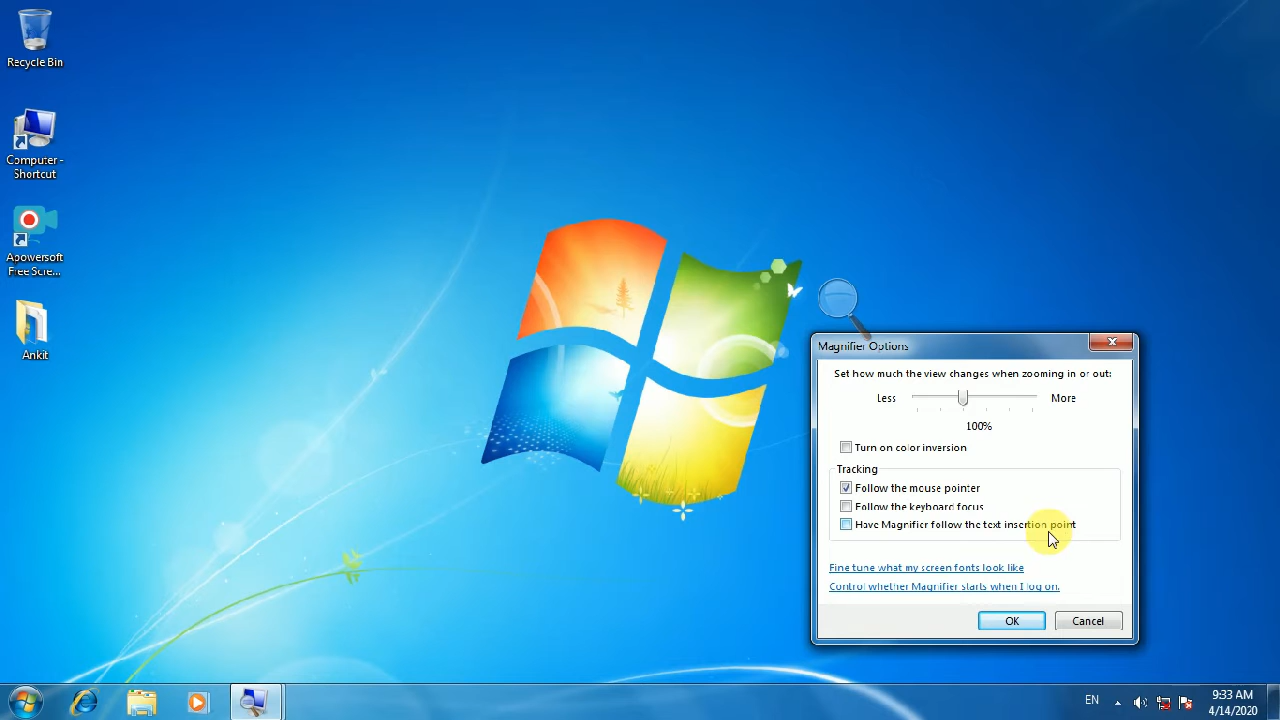 Recycle Bin
Computer -
Shortcut
Apowersoft
Free Scre...
Ankit
Magnifier Options
Set how much the view changes when zooming in or out:
Less
More
100%
Turn on color inversion
Tracking
Follow the mouse pointer
Follow the keyboard focus
Have Magnifier follow the text insertion point
Fine tune what my screen fonts look like
Control whether Magnifier starts when I log on.
OK
Cancel
EN
9:33 AM
4/14/2020